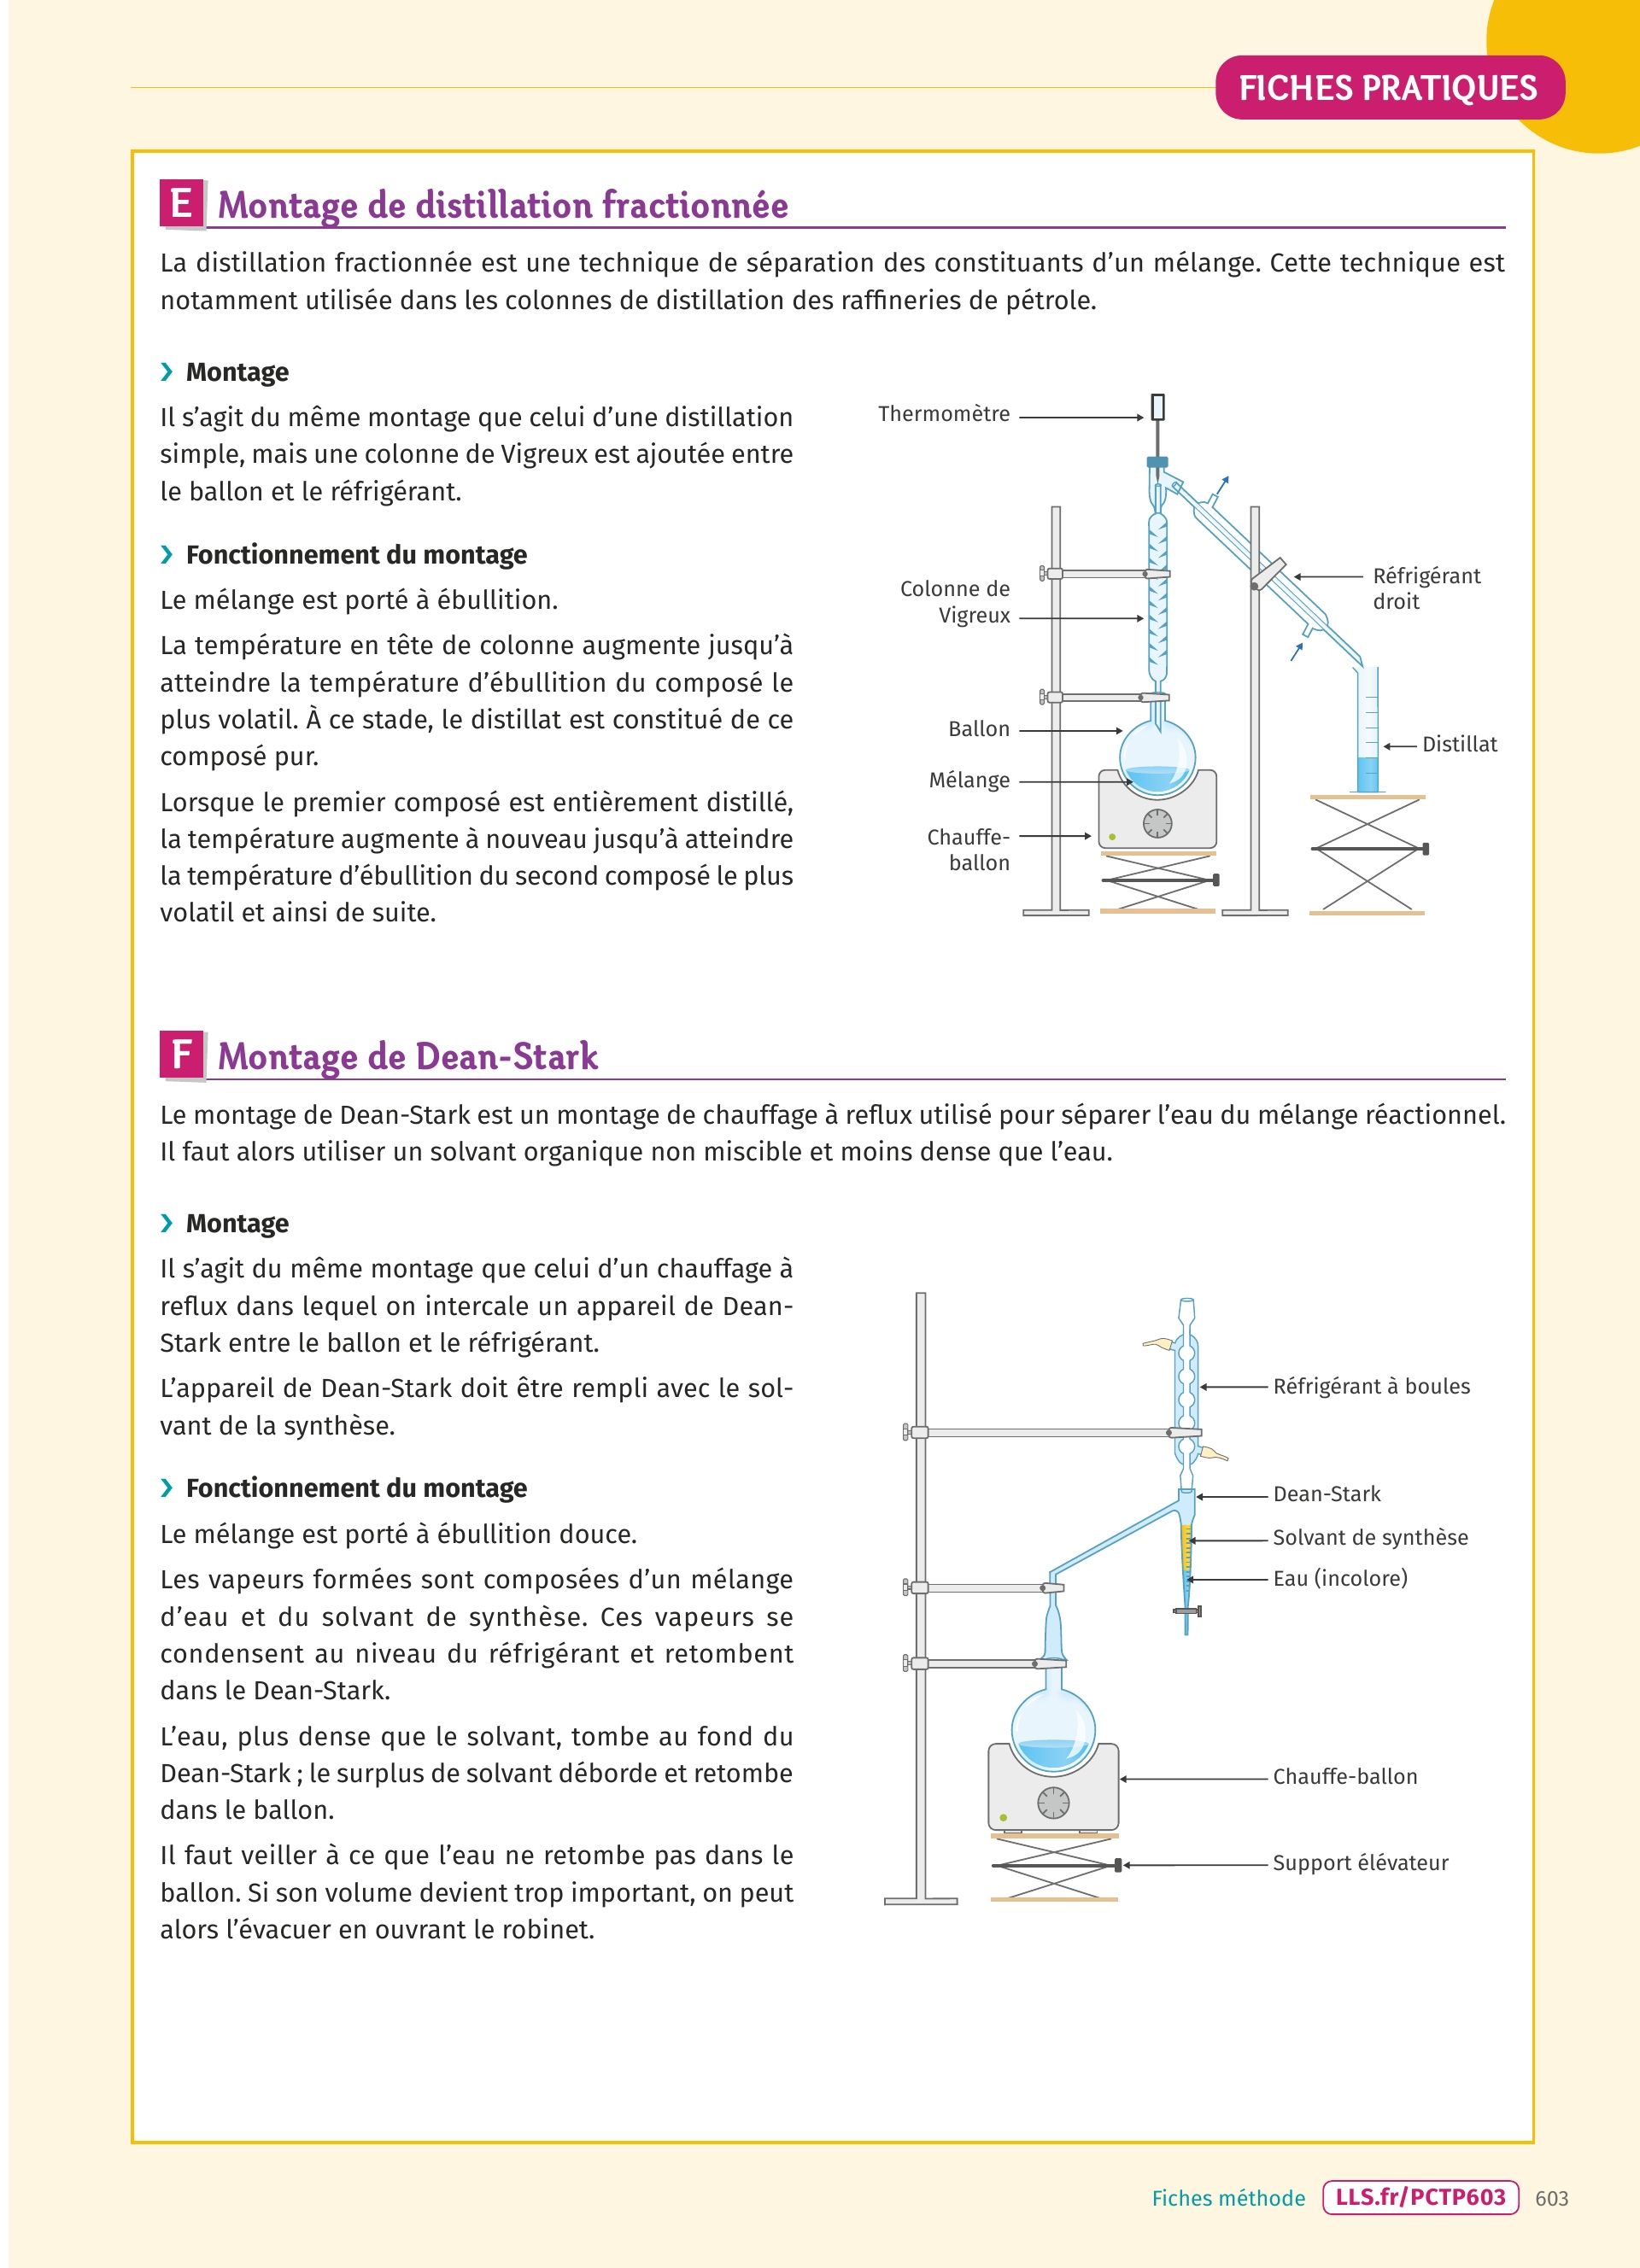 FICHES PRATIQUES
E Montage de distillation fractionnée
La distillation fractionnée est une technique de séparation des constituants d’un mélange. Cette technique est
notamment utilisée dans les colonnes de distillation des raffineries de pétrole.
› Montage
Il s’agit du même montage que celui d’une distillation
simple, mais une colonne de Vigreux est ajoutée entre
le ballon et le réfrigérant.
› Fonctionnement du montage
Le mélange est porté à ébullition.
La température en tête de colonne augmente jusqu’à
atteindre la température d’ébullition du composé le
plus volatil. À ce stade, le distillat est constitué de ce
composé pur.
Lorsque le premier composé est entièrement distillé,
la température augmente à nouveau jusqu’à atteindre
la température d’ébullition du second composé le plus
volatil et ainsi de suite.
Thermomètre
Colonne de
Vigreux
Ballon
Mélange
Chauffe-
ballon
Réfrigérant
droit
Distillat
F Montage de Dean-Stark
Le montage de Dean-Stark est un montage de chauffage à reflux utilisé pour séparer l’eau du mélange réactionnel.
Il faut alors utiliser un solvant organique non miscible et moins dense que l’eau.
› Montage
Il s’agit du même montage que celui d’un chauffage à
reflux dans lequel on intercale un appareil de Dean-
Stark entre le ballon et le réfrigérant.
L’appareil de Dean-Stark doit être rempli avec le sol-
vant de la synthèse.
› Fonctionnement du montage
Le mélange est porté à ébullition douce.
Les vapeurs formées sont composées d’un mélange
d’eau et du solvant de synthèse. Ces vapeurs se
condensent au niveau du réfrigérant et retombent
dans le Dean-Stark.
L’eau, plus dense que le solvant, tombe au fond du
Dean-Stark ; le surplus de solvant déborde et retombe
dans le ballon.
Il faut veiller à ce que l’eau ne retombe pas dans le
ballon. Si son volume devient trop important, on peut
alors l’évacuer en ouvrant le robinet.
Réfrigérant à boules
Dean-Stark
Solvant de synthèse
Eau (incolore)
Chauffe-ballon
Support élévateur
Fiches méthode LLS.fr/PCTP603 603